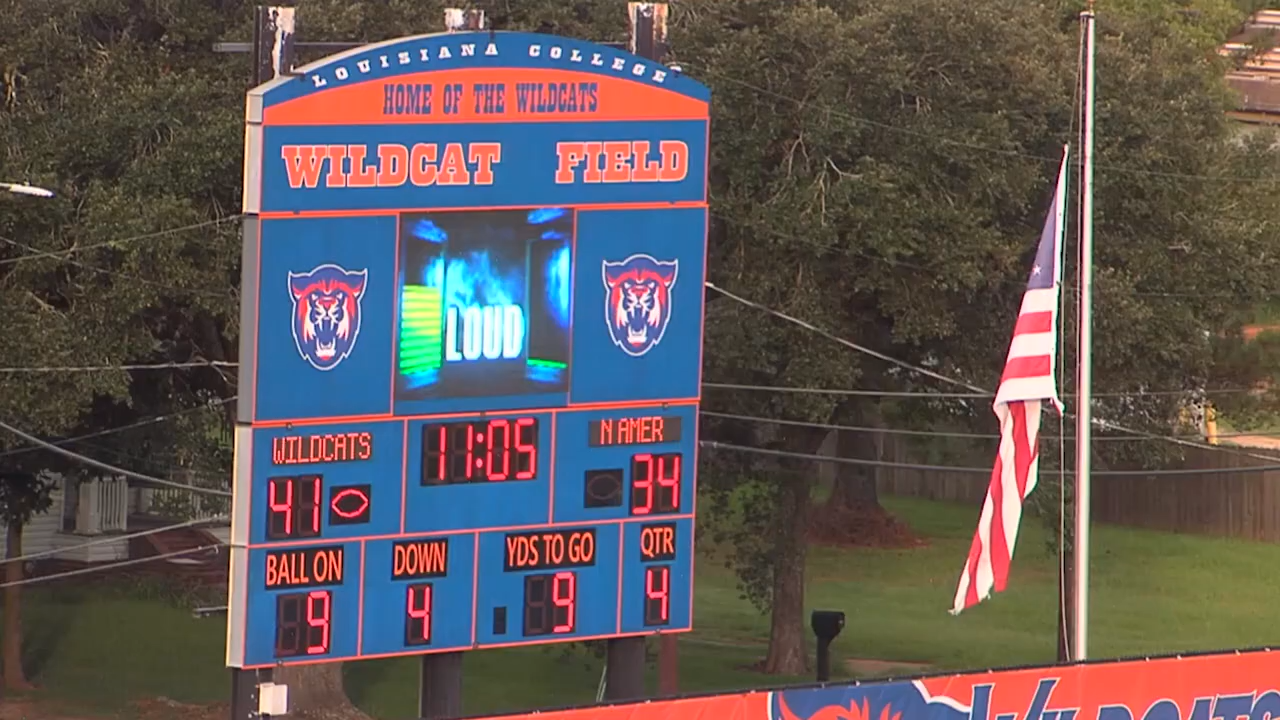 LOUISIANA COLLEGE
HOME OF THE WILDCATS
WILDCAT FIELD
LOUD
WILDCATS 11:05 N AMER
41 34
BALL ON DOWN YDS TO GO QTR
9 4 9 4
WILDCATS